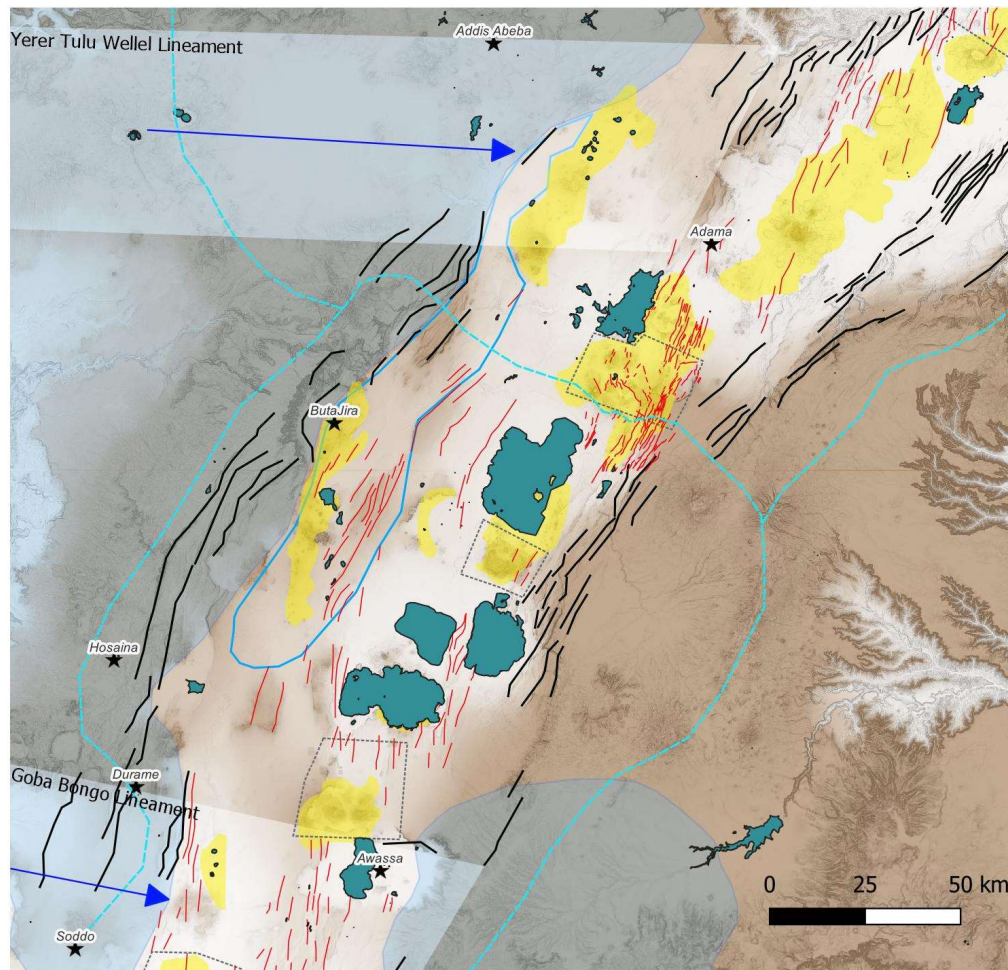 Addis Abeba
Yerer Tulu Wellel Lineament
Adama
ButaJira
Hosaina
Durame
Goba Bongo Lineament
Awassa
0 25 50 km
Soddo